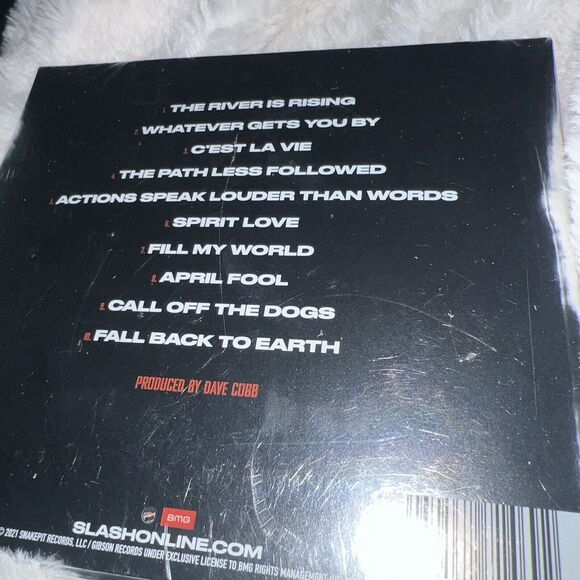 1. THE RIVER IS RISING
2. WHATEVER GETS YOU BY
3. C'EST LA VIE
4. THE PATH LESS FOLLOWED
5. ACTIONS SPEAK LOUDER THAN WORDS
6. SPIRIT LOVE
7. FILL MY WORLD
8. APRIL FOOL
9. CALL OFF THE DOGS
10. FALL BACK TO EARTH
PRODUCED BY DAVE COBB
BMG
SLASHONLINE.COM
© 2021 SNAKEPIT RECORDS, LLC / GIBSON RECORDS UNDER EXCLUSIVE LICENSE TO BMG RIGHTS MANAGEMENT